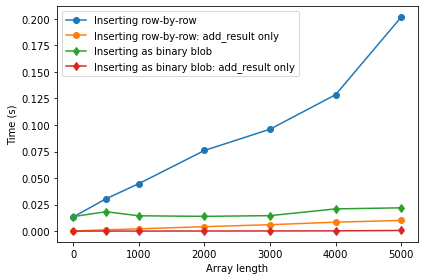 Inserting row-by-row
Inserting row-by-row: add_result only
Inserting as binary blob
Inserting as binary blob: add_result only
0.200
0.175
0.150
0.125
0.100
0.075
0.050
0.025
0.000
Time (s)
0 1000 2000 3000 4000 5000
Array length